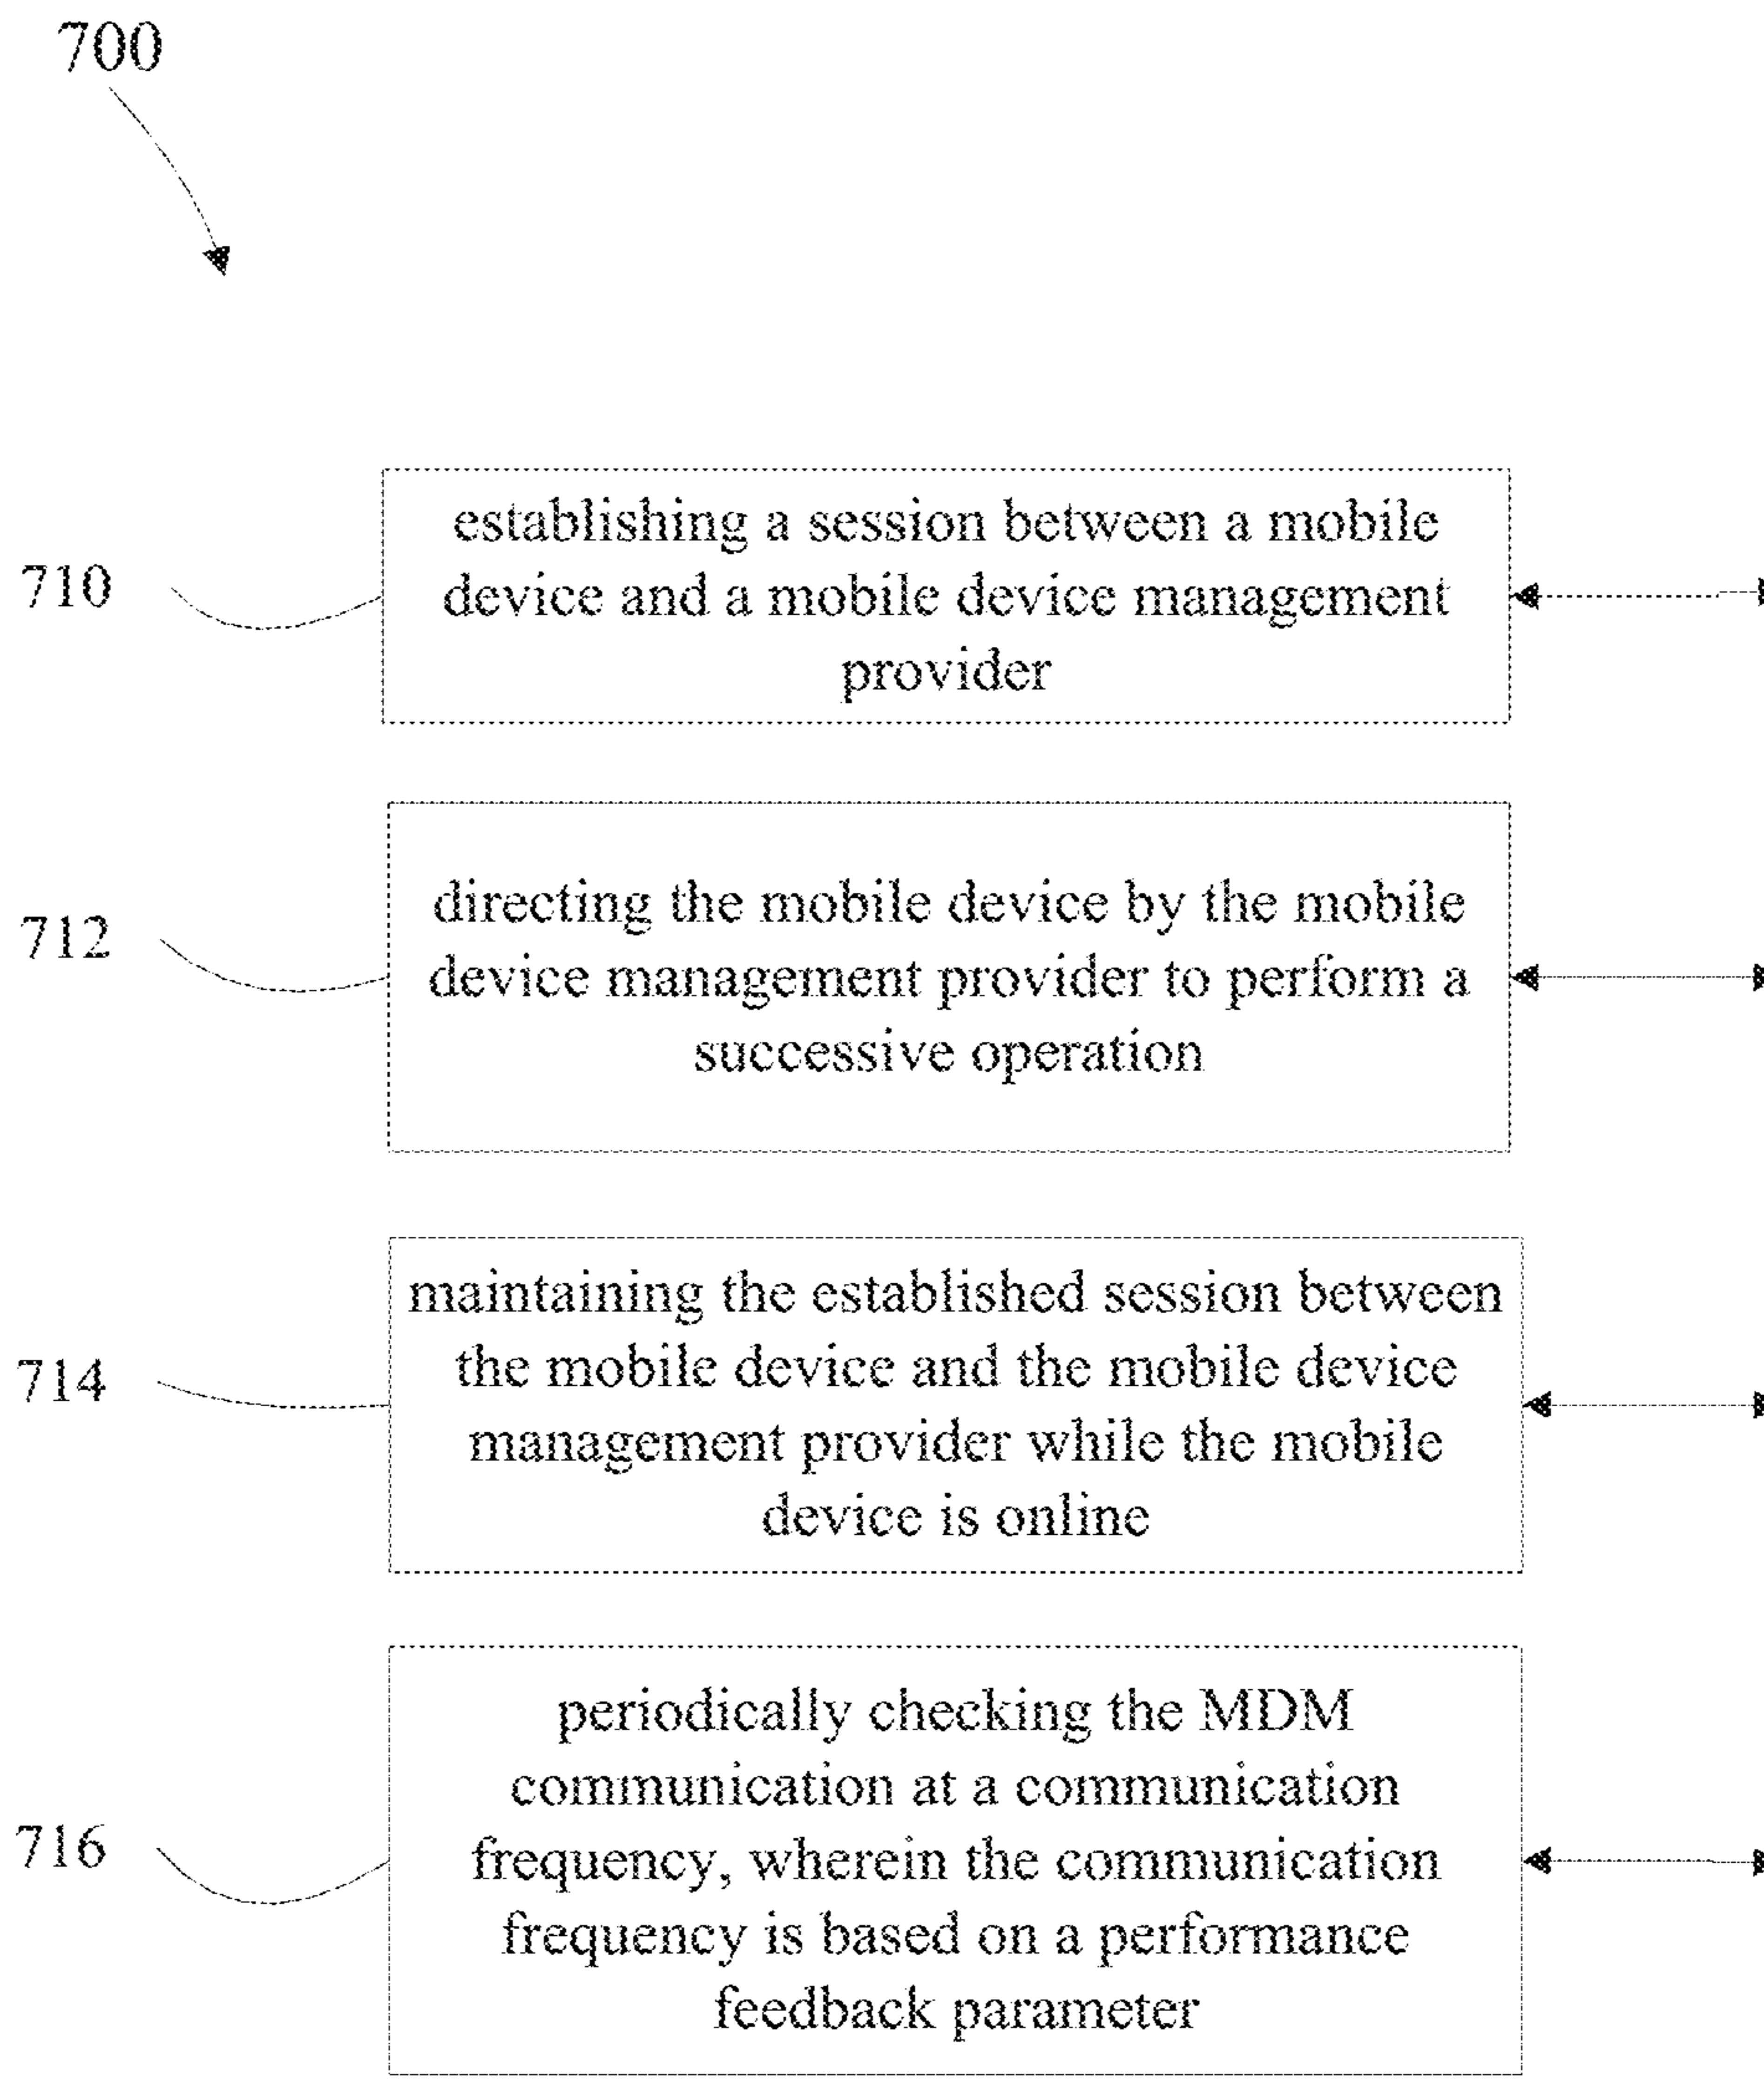 700
710
establishing a session between a mobile
device and a mobile device management
provider
712
directing the mobile device by the mobile
device management provider to perform a
successive operation
714
maintaining the established session between
the mobile device and the mobile device
management provider while the mobile
device is online
716
periodically checking the MDM
communication at a communication
frequency, wherein the communication
frequency is based on a performance
feedback parameter